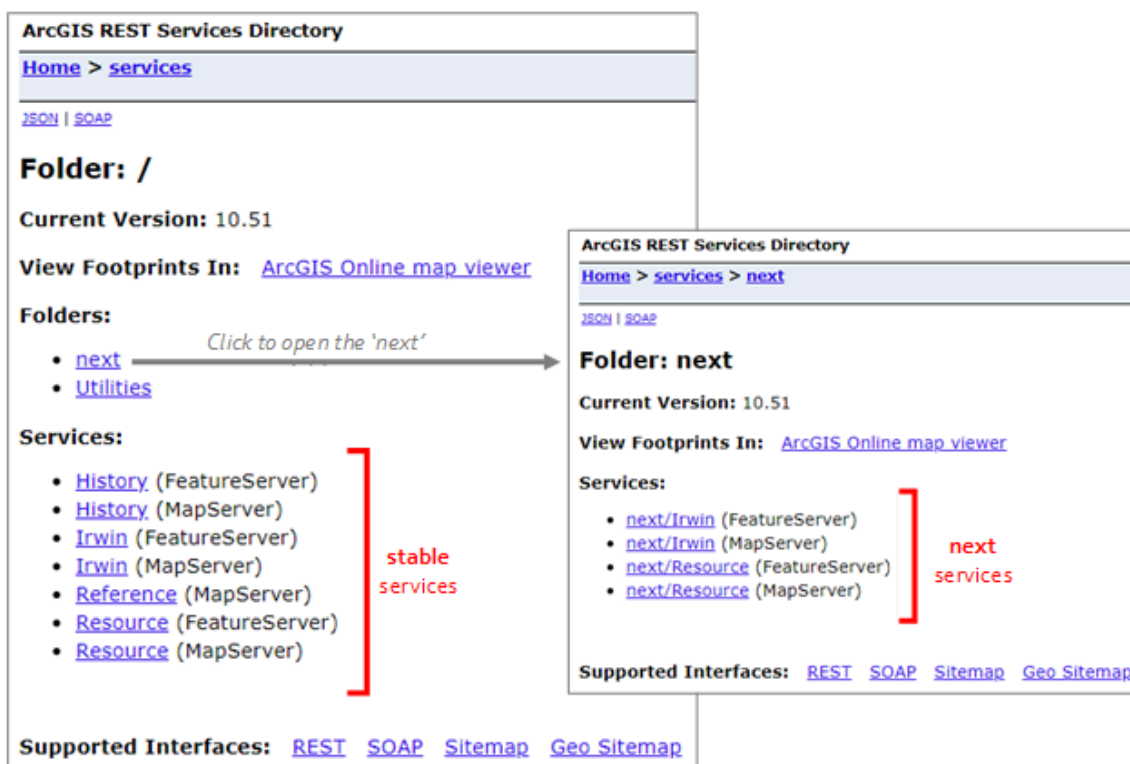 ArcGIS REST Services Directory
Home > services
JSON | SOAP
Folder: /
Current Version: 10.51
View Footprints In: ArcGIS Online map viewer
Folders:
• next
• Utilities
Click to open the 'next'
Services:
• History (FeatureServer)
• History (MapServer)
• Irwin (FeatureServer)
• Irwin (MapServer)
• Reference (MapServer)
• Resource (FeatureServer)
• Resource (MapServer)
stable
services
Supported Interfaces: REST SOAP Sitemap Geo Sitemap
ArcGIS REST Services Directory
Home > services > next
JSON | SOAP
Folder: next
Current Version: 10.51
View Footprints In: ArcGIS Online map viewer
Services:
• next/Irwin (FeatureServer)
• next/Irwin (MapServer)
• next/Resource (FeatureServer)
• next/Resource (MapServer)
next
services
Supported Interfaces: REST SOAP Sitemap Geo Sitemap